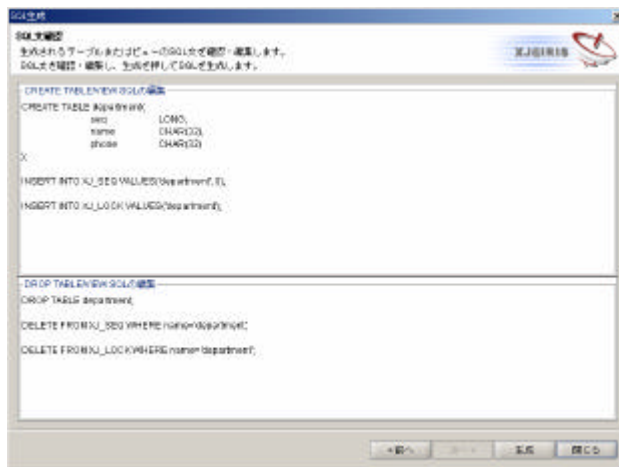 SQL生成
SQL文確認
生成されるテーブルまたはビューのSQL文を確認・編集します。
SQL文を確認・編集し、生成を押してSQLを生成します。
XJGIRIS
CREATE TABLE/VIEW SQLの編集
CREATE TABLE department(
seq LONG,
name CHAR(32),
phone CHAR(32)
);
INSERT INTO XJ_SEQ VALUES('department', 0);
INSERT INTO XJ_LOCK VALUES('department');
DROP TABLE/VIEW SQLの編集
DROP TABLE department;
DELETE FROM XJ_SEQ WHERE name='department';
DELETE FROM XJ_LOCK WHERE name='department';
<前へ 生成 閉じる